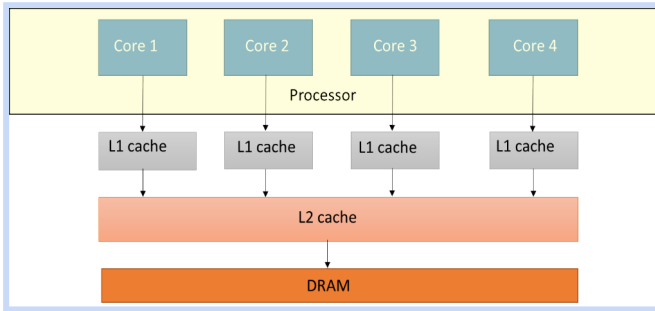 Core 1
Core 2
Core 3
Core 4
Processor
L1 cache
L1 cache
L1 cache
L1 cache
L2 cache
DRAM